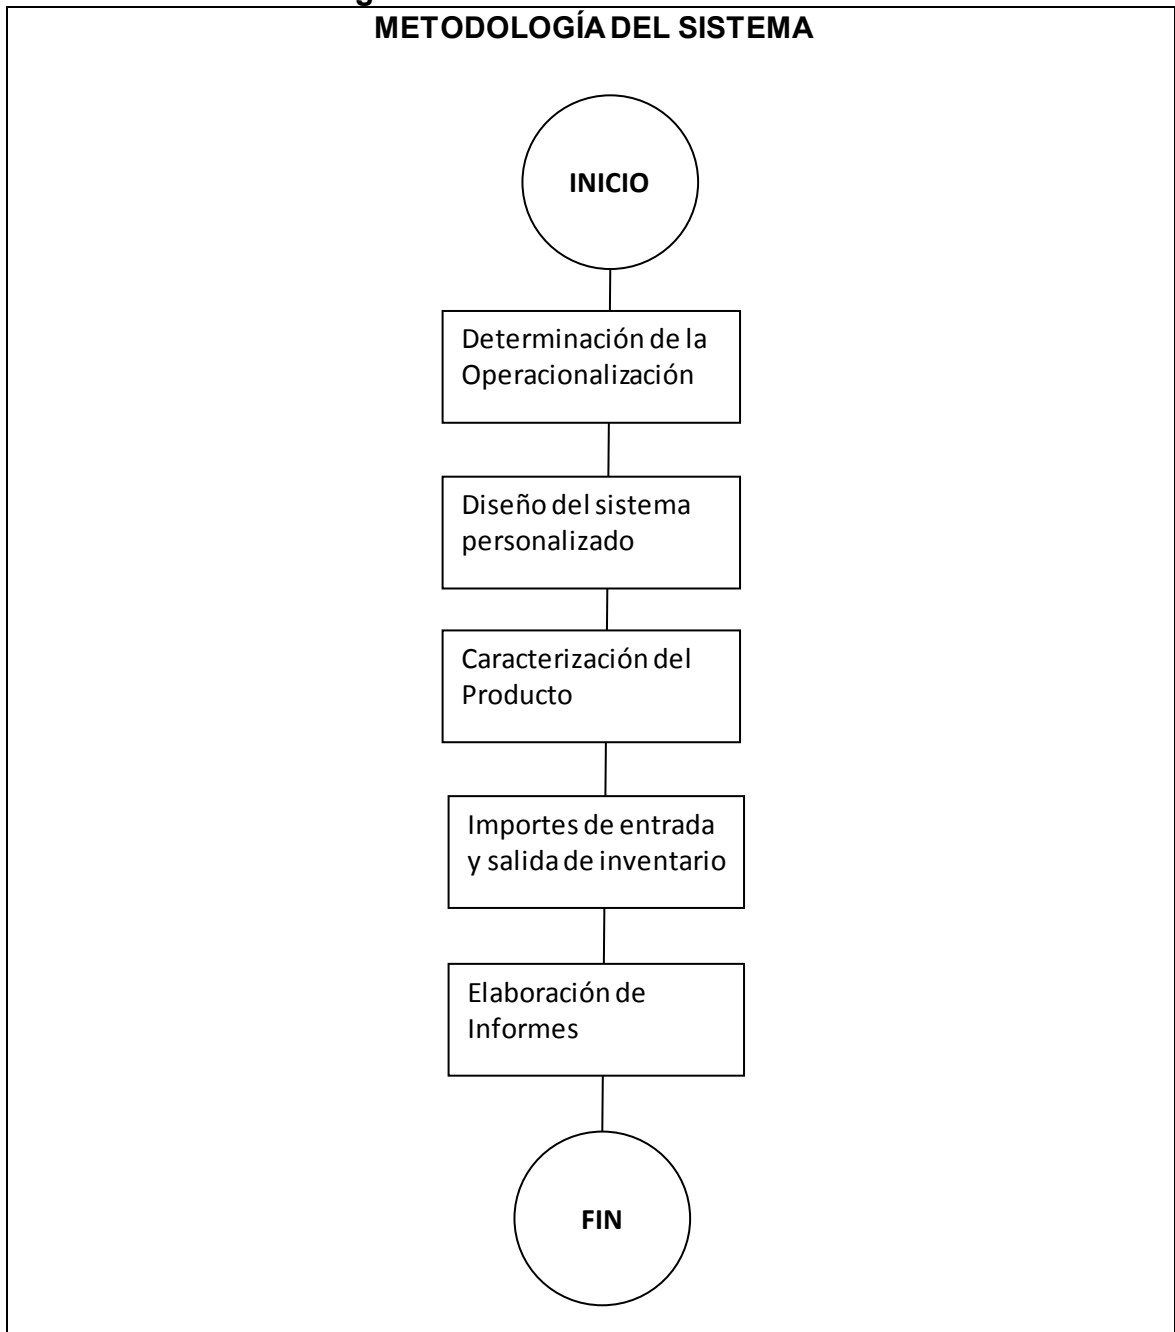 METODOLOGÍA DEL SISTEMA
INICIO
Determinación de la
Operacionalización
Diseño del sistema
personalizado
Caracterización del
Producto
Importes de entrada
y salida de inventario
Elaboración de
Informes
FIN